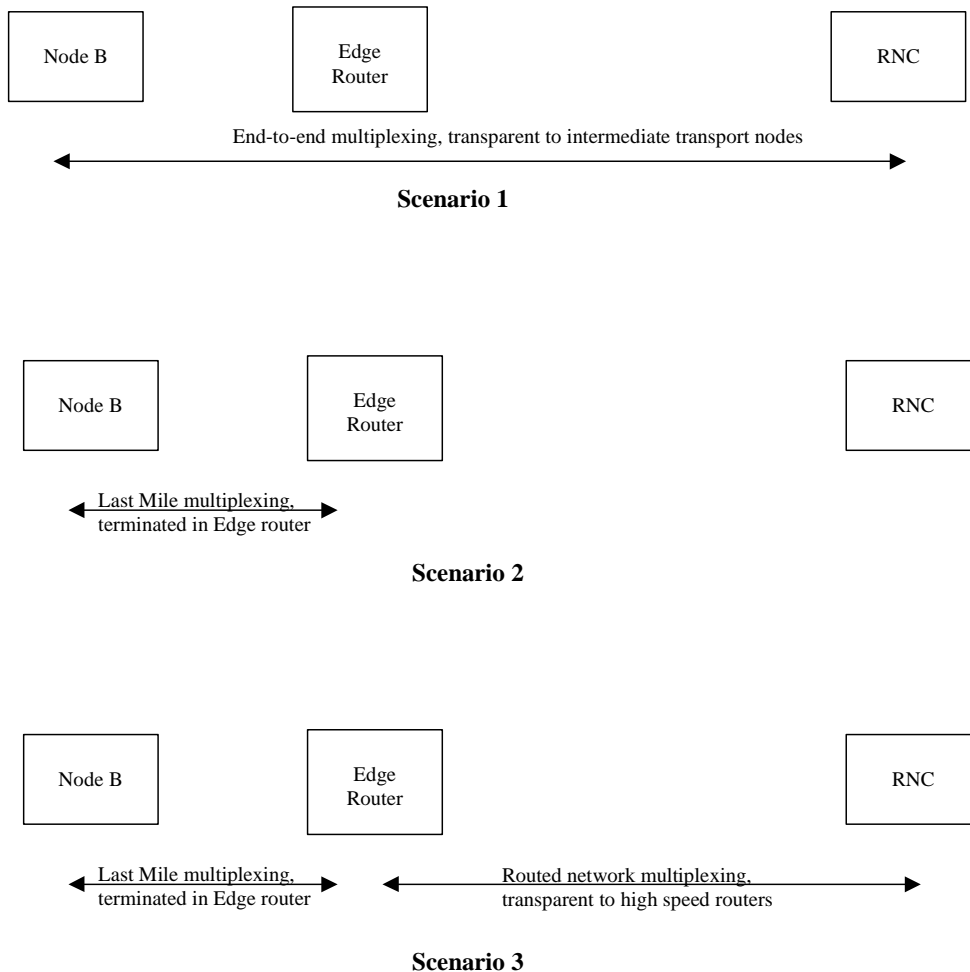 Node B
Edge
Router
RNC
End-to-end multiplexing, transparent to intermediate transport nodes
Scenario 1
Node B
Edge
Router
RNC
Last Mile multiplexing,
terminated in Edge router
Scenario 2
Node B
Edge
Router
RNC
Last Mile multiplexing,
terminated in Edge router
Routed network multiplexing,
transparent to high speed routers
Scenario 3